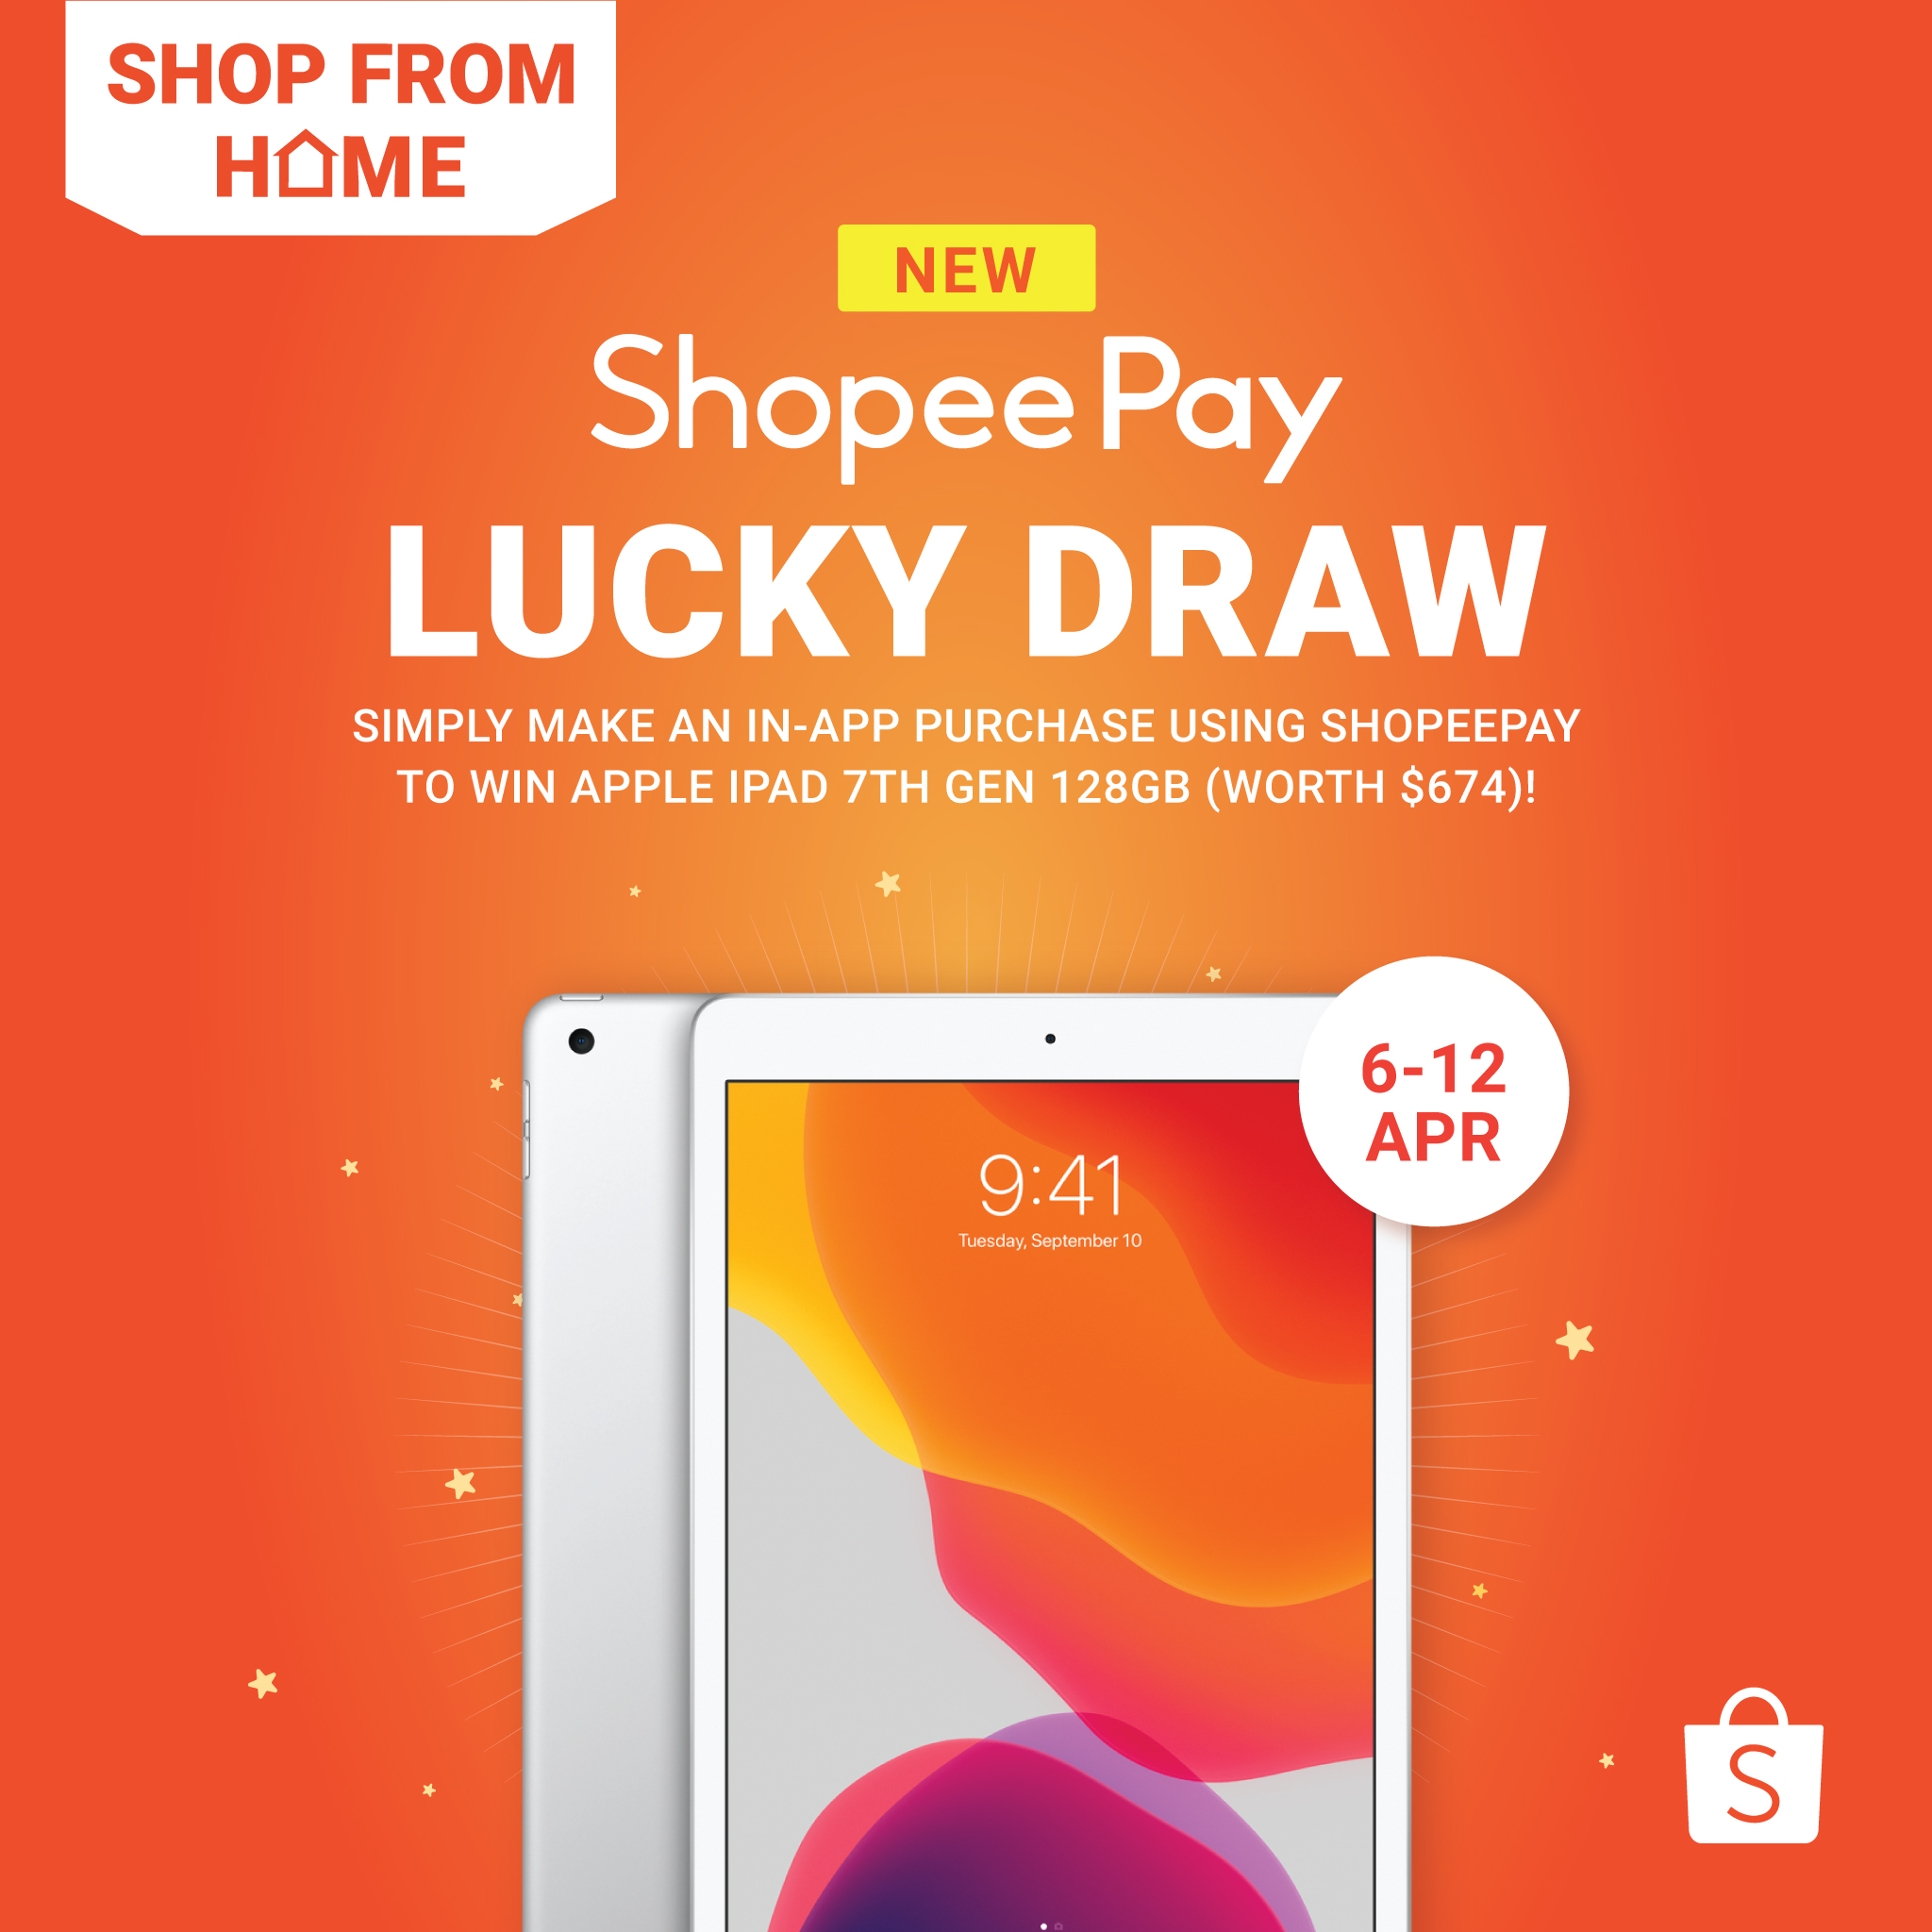 SHOP FROM
HOME
NEW
ShopeePay
LUCKY DRAW
SIMPLY MAKE AN IN-APP PURCHASE USING SHOPEEPAY
TO WIN APPLE IPAD 7TH GEN 128GB (WORTH $674)!
6-12
APR
9:41
Tuesday, September 10
S